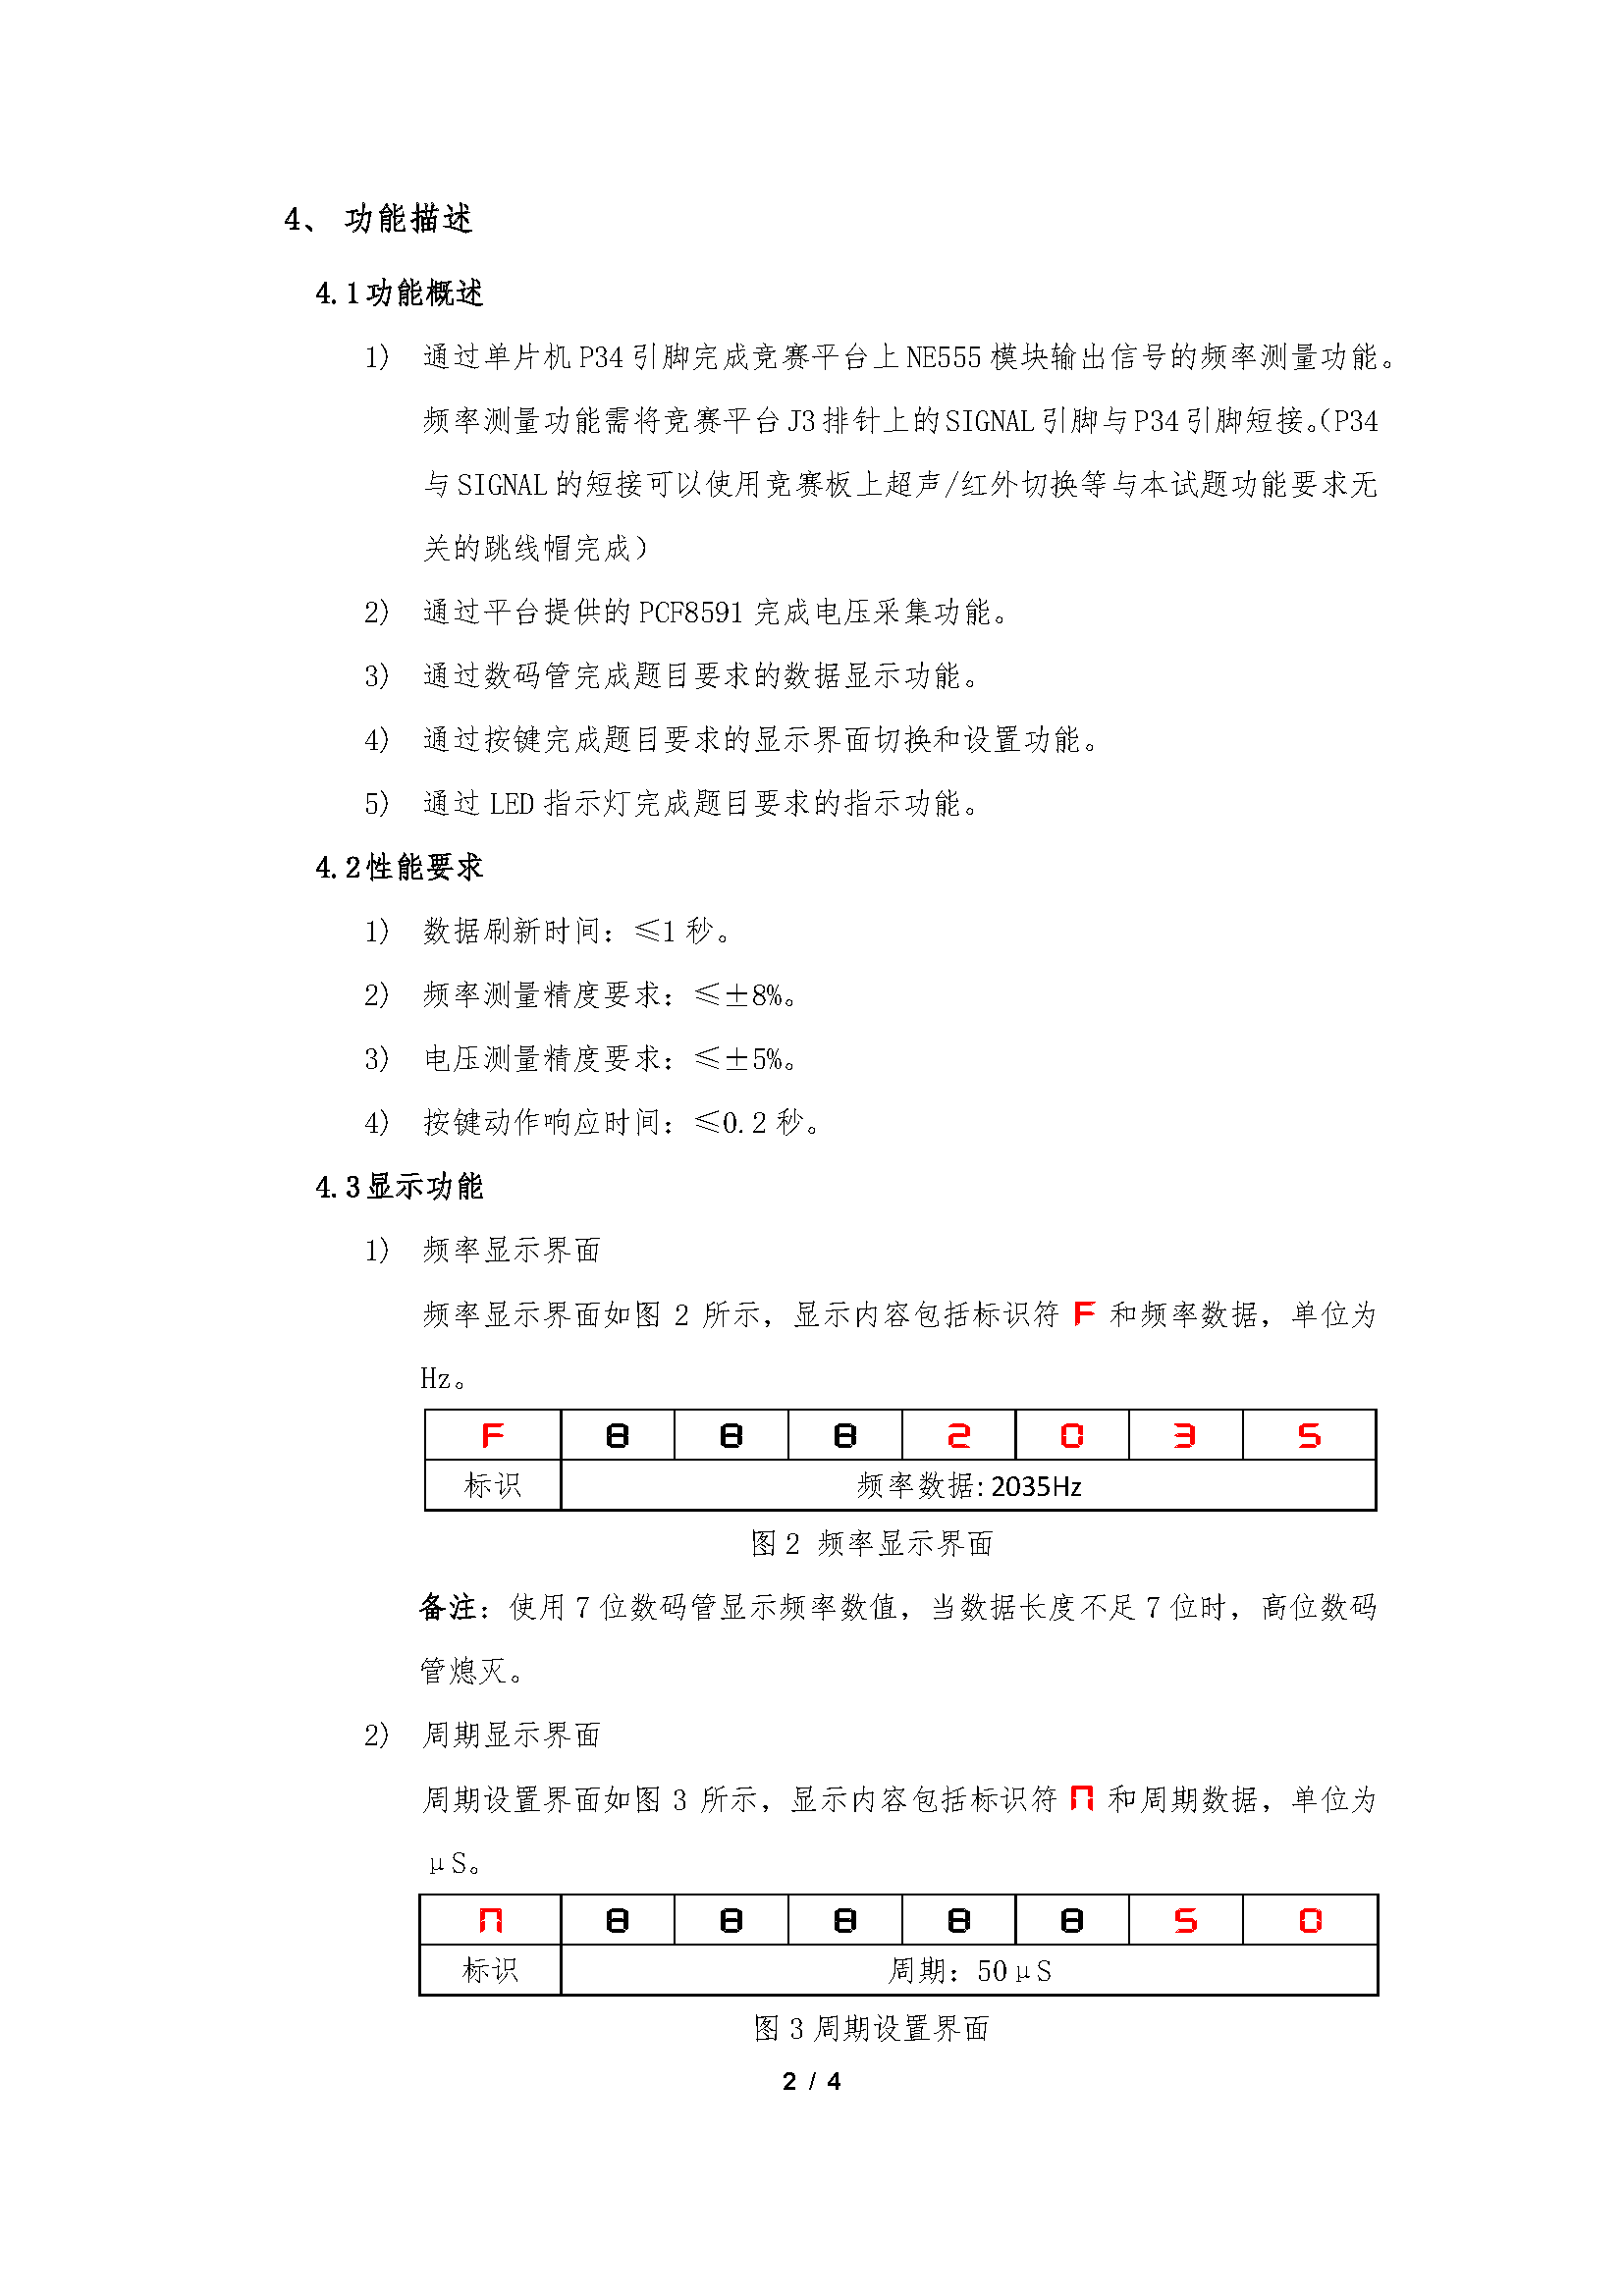 4、 功能描述
4.1功能概述
1) 通过单片机 P34 引脚完成竞赛平台上 NE555 模块输出信号的频率测量功能。
频率测量功能需将竞赛平台 J3 排针上的 SIGNAL 引脚与 P34 引脚短接。（P34
与 SIGNAL 的短接可以使用竞赛板上超声/红外切换等与本试题功能要求无
关的跳线帽完成）
2) 通过平台提供的 PCF8591 完成电压采集功能。
3) 通过数码管完成题目要求的数据显示功能。
4) 通过按键完成题目要求的显示界面切换和设置功能。
5) 通过 LED 指示灯完成题目要求的指示功能。
4.2性能要求
1) 数据刷新时间：≤1 秒。
2) 频率测量精度要求：≤±8%。
3) 电压测量精度要求：≤±5%。
4) 按键动作响应时间：≤0.2 秒。
4.3显示功能
1) 频率显示界面
频率显示界面如图 2 所示，显示内容包括标识符 F 和频率数据，单位为
Hz。
F 8 8 8 2 0 3 5
标识 频率数据：2035Hz
图 2 频率显示界面
备注：使用 7 位数码管显示频率数值，当数据长度不足 7 位时，高位数码
管熄灭。
2) 周期显示界面
周期设置界面如图 3 所示，显示内容包括标识符 n 和周期数据，单位为
μS。
n 8 8 8 8 8 5 0
标识 周期：50μS
图 3 周期设置界面
2 / 4